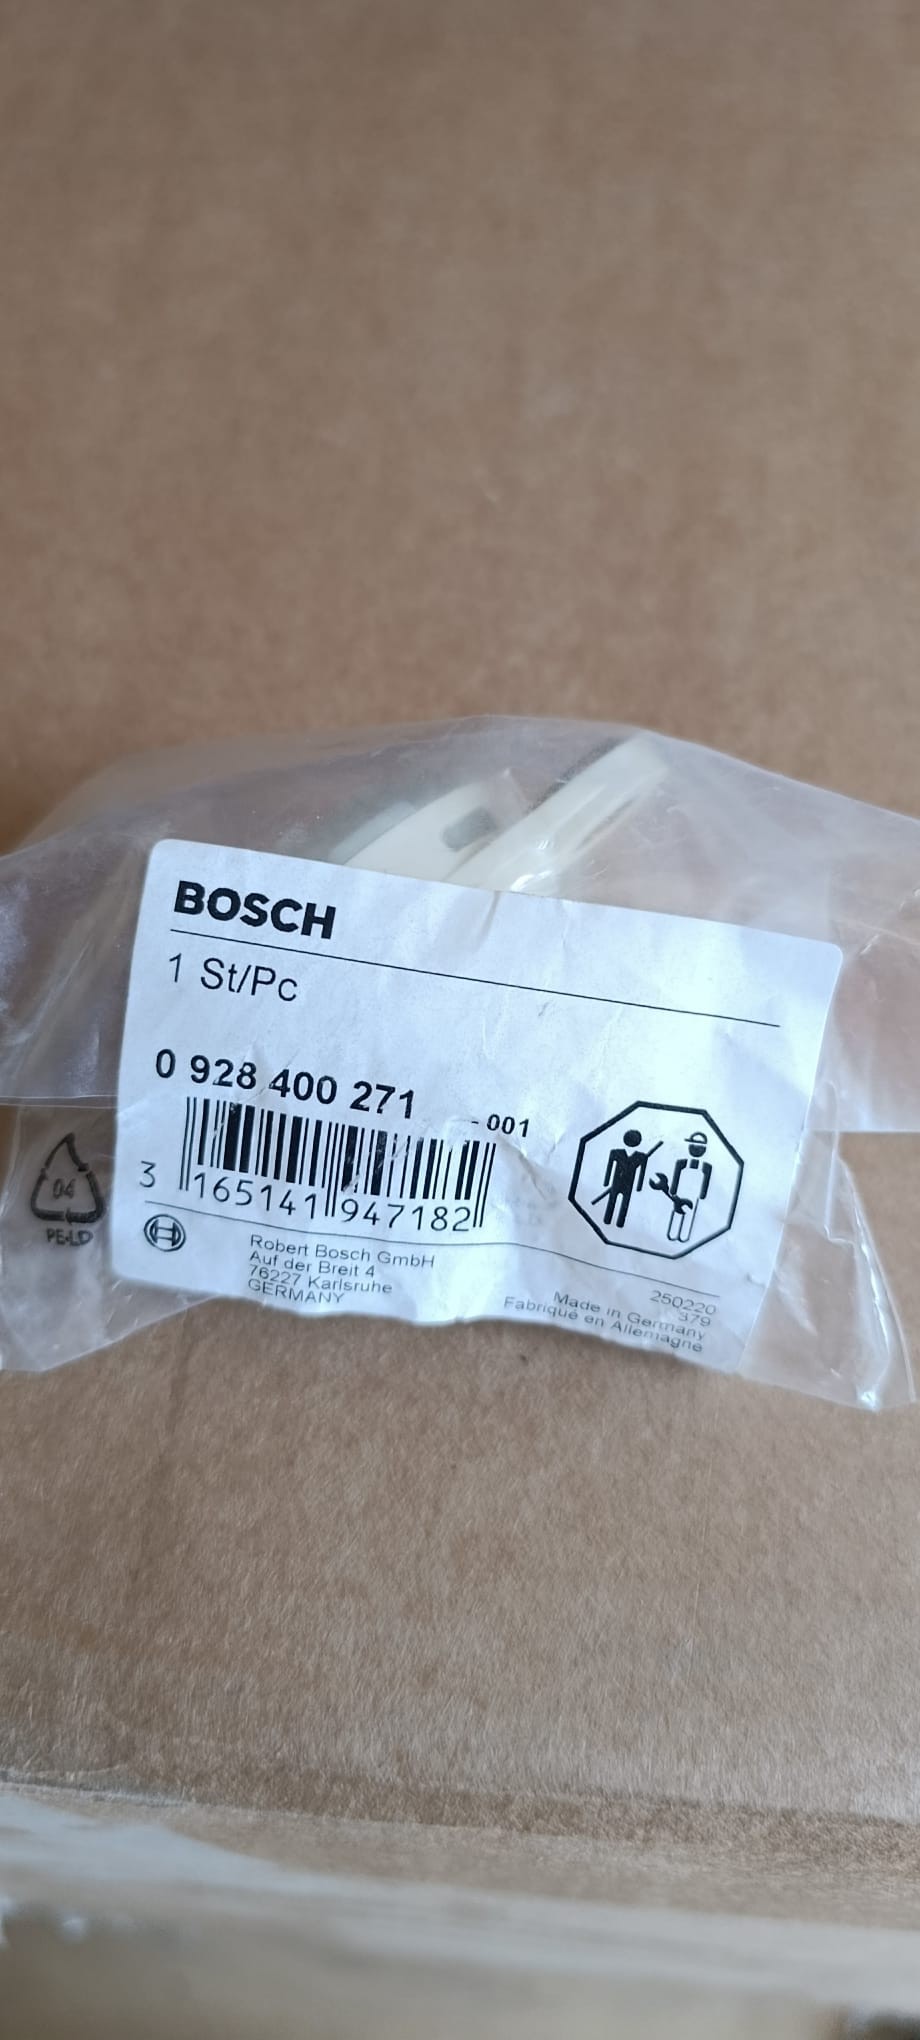 BOSCH
1 St/Pc
0 928 400 271
- 001
3 165141 947182
04
PE-LD
Robert Bosch GmbH
Auf der Breit 4
76227 Karlsruhe
GERMANY
250220
379
Made in Germany
Fabriqué en Allemagne